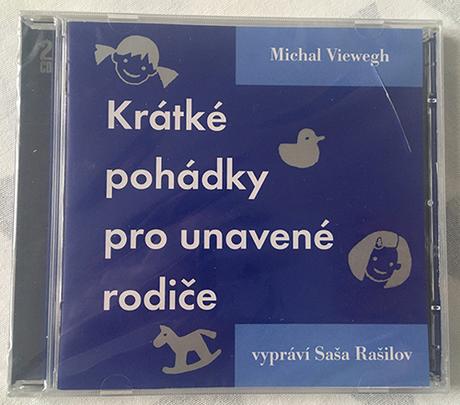 2
CD
Michal Viewegh
Krátké
pohádky
pro unavené
rodiče
vypráví Saša Rašilov